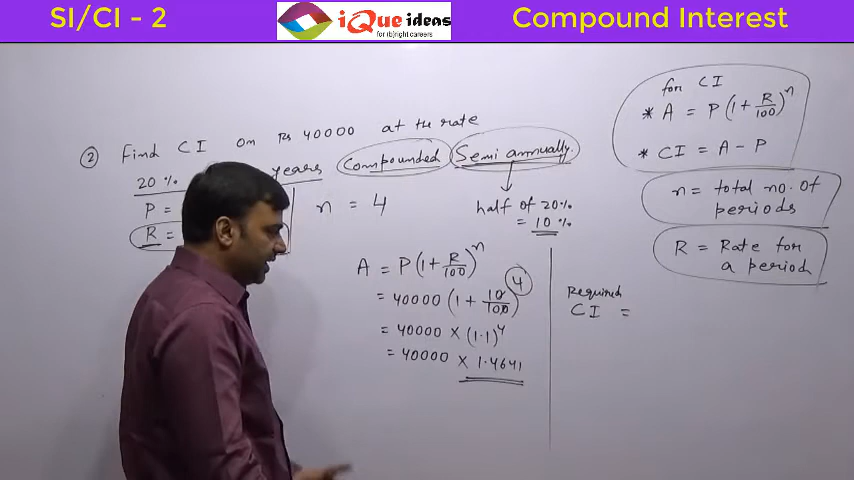 SI/CI - 2
iQue ideas
for (b)right careers
Compound Interest
② Find CI on Rs 40000 at the rate
20 % years Compounded Semi annually.
P =
R =
n = 4
half of 20%
= 10 %
A = P(1 + R/100)^n
= 40000 (1 + 10/100)^4
= 40000 × (1.1)^4
= 40000 × 1.4641
Required
CI =
for CI
* A = P(1 + R/100)^n
* CI = A - P
n = total no. of
periods
R = Rate for
a period